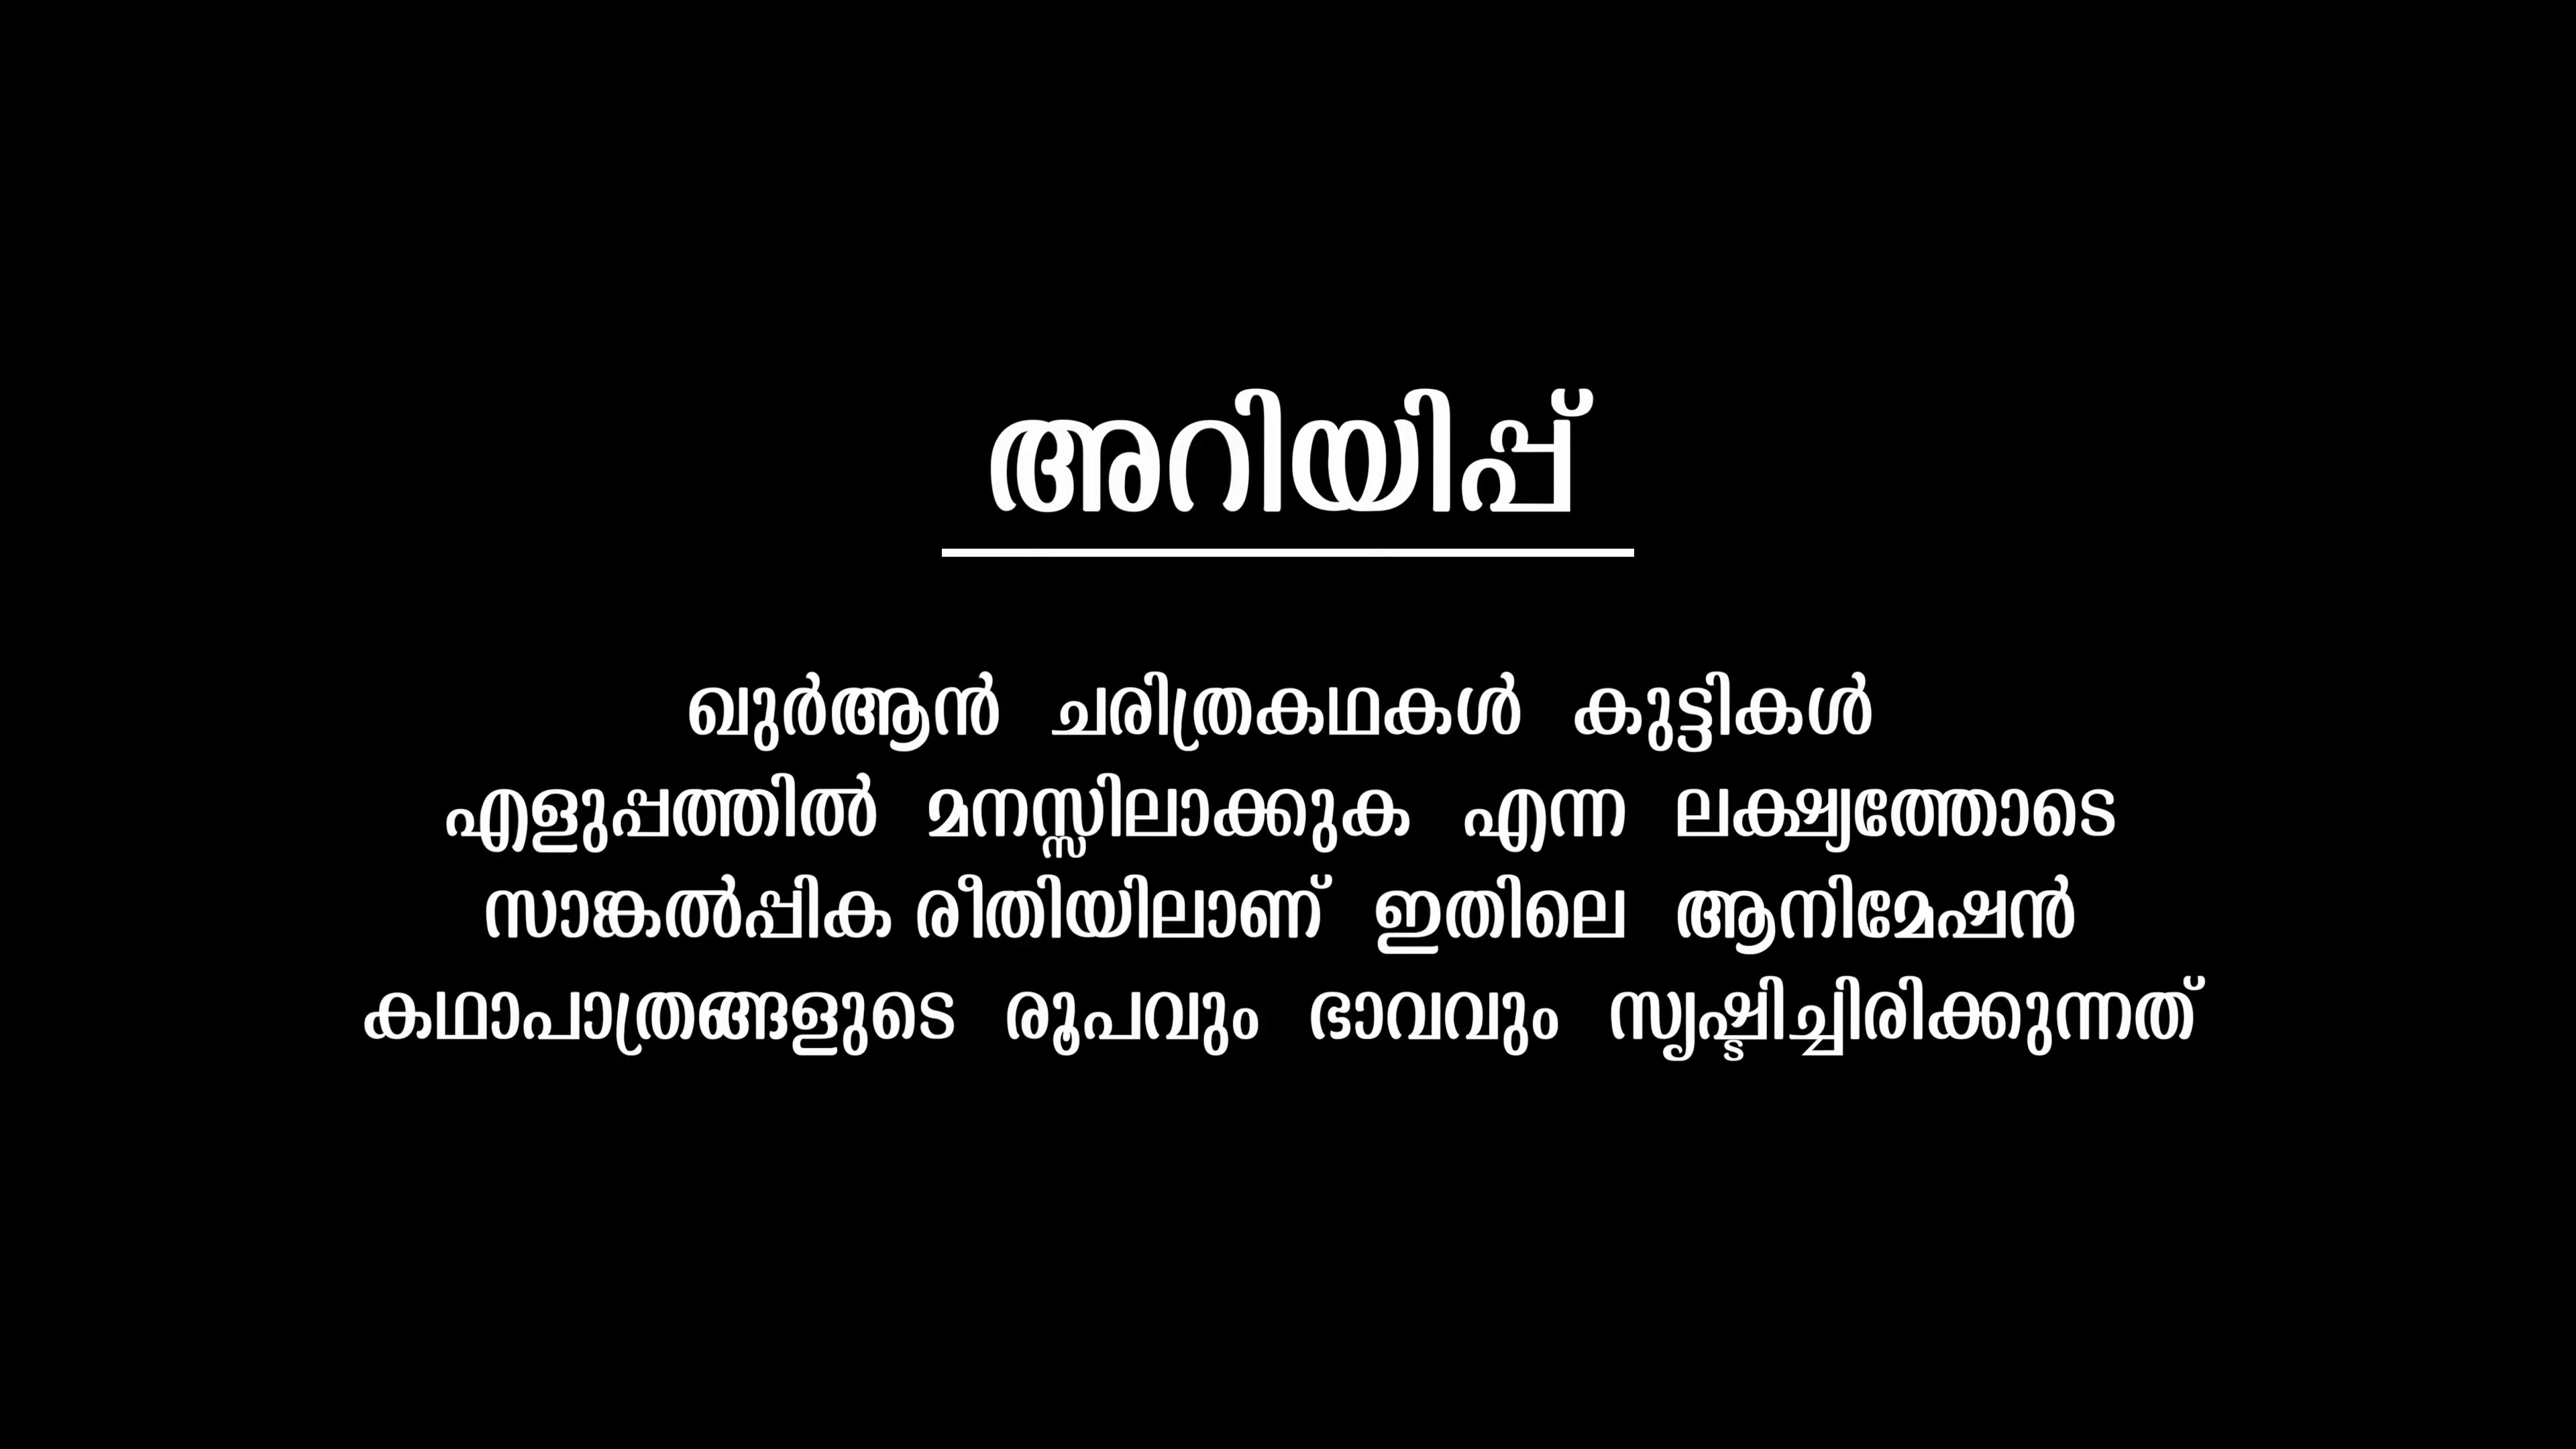 അറിയിപ്പ്
ഖുർആൻ ചരിത്രകഥകൾ കുട്ടികൾ
എളുപ്പത്തിൽ മനസ്സിലാക്കുക എന്ന ലക്ഷ്യത്തോടെ
സാങ്കൽപ്പിക രീതിയിലാണ് ഇതിലെ ആനിമേഷൻ
കഥാപാത്രങ്ങളുടെ രൂപവും ഭാവവും സൃഷ്ടിച്ചിരിക്കുന്നത്